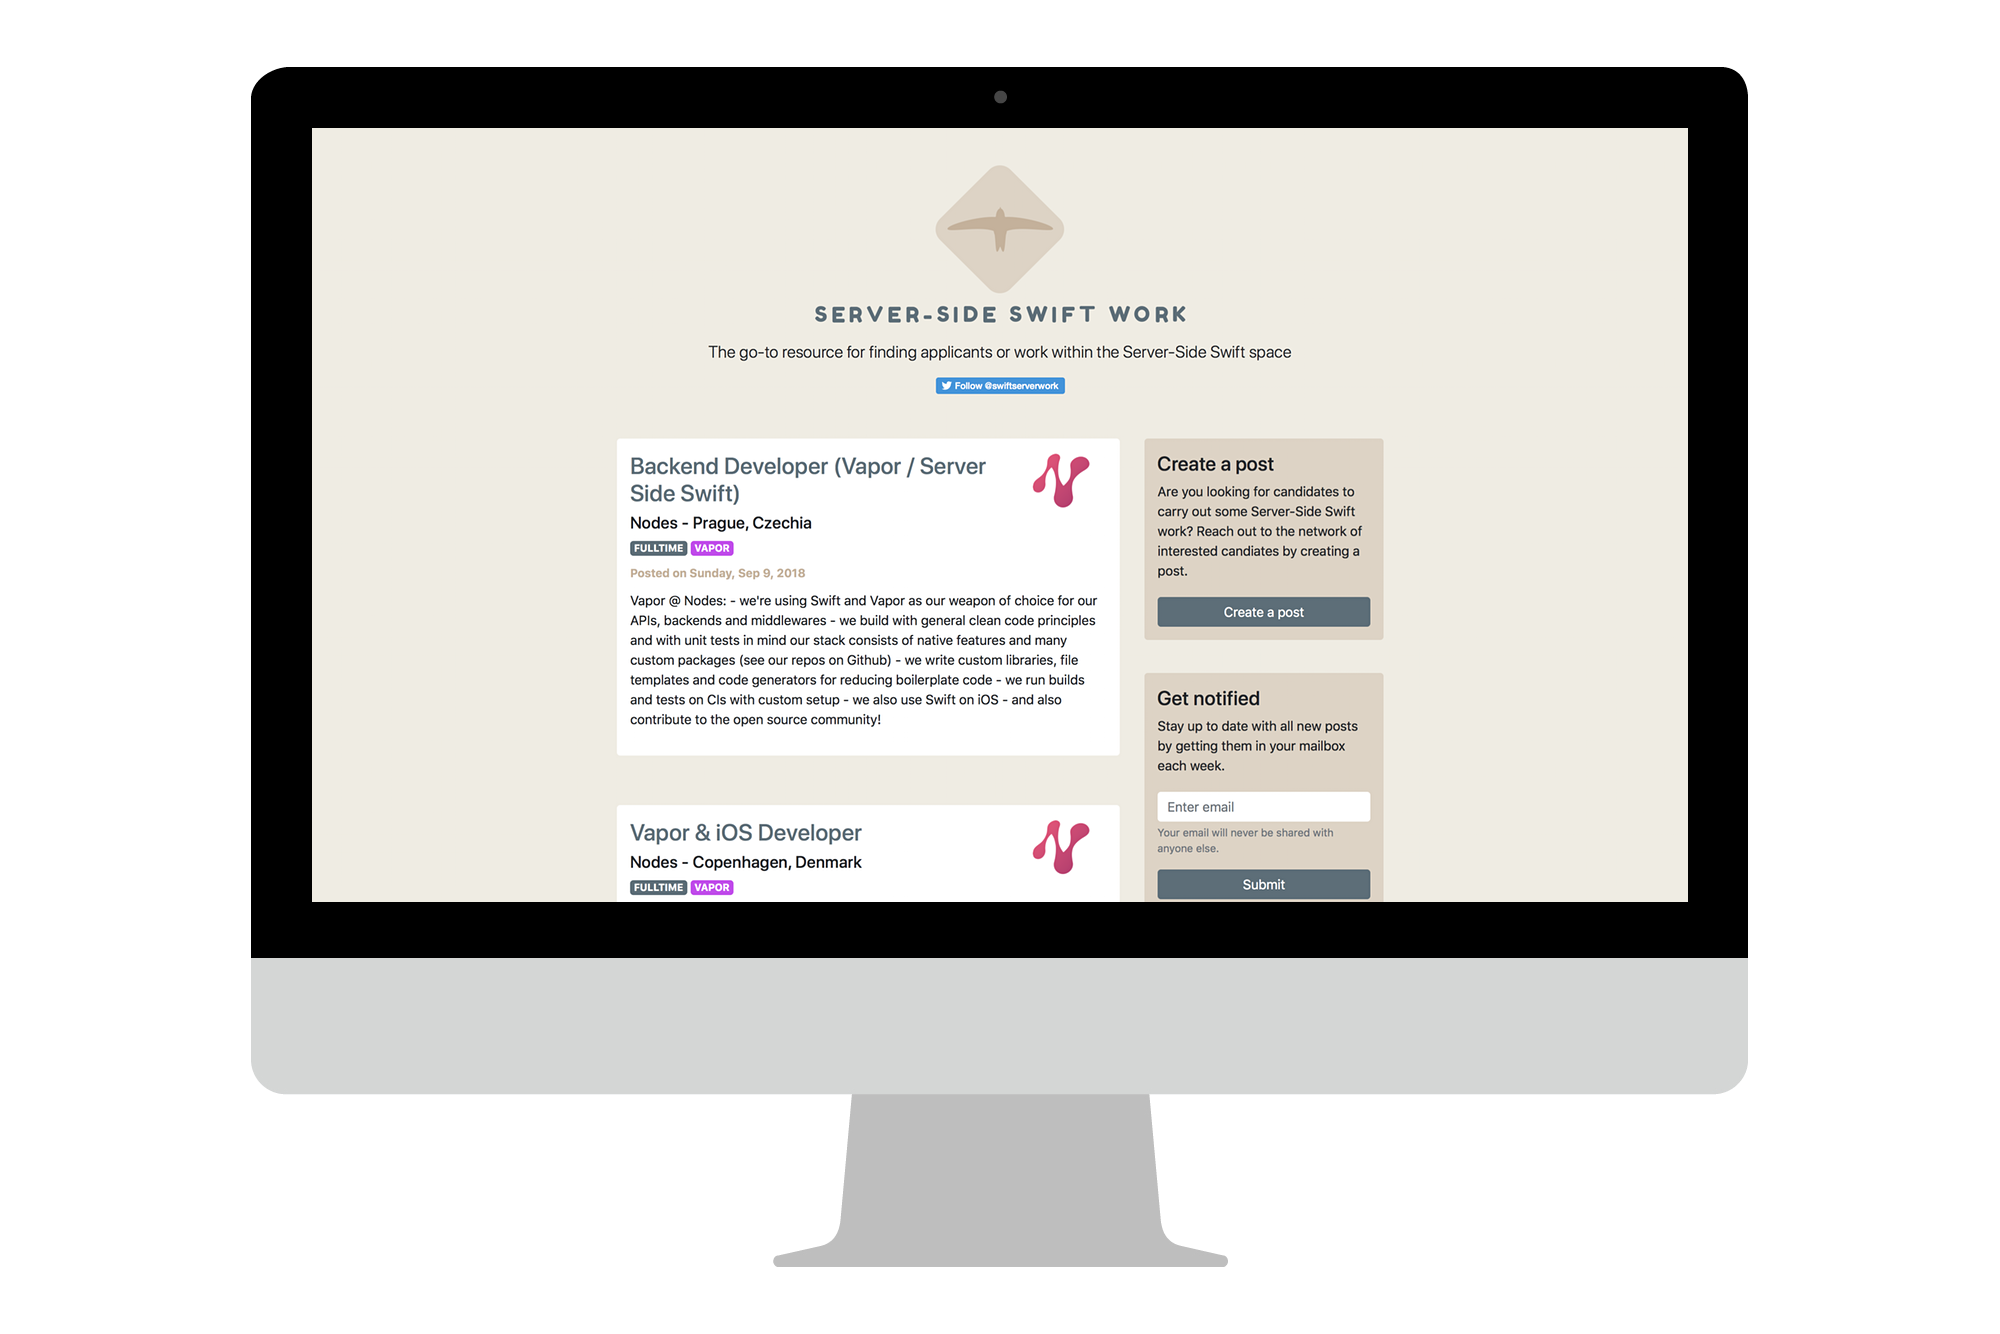 SERVER-SIDE SWIFT WORK
The go-to resource for finding applicants or work within the Server-Side Swift space
Follow @swiftserverwork
Backend Developer (Vapor / Server
Side Swift)
Nodes - Prague, Czechia
FULLTIME VAPOR
Posted on Sunday, Sep 9, 2018
Vapor @ Nodes: - we're using Swift and Vapor as our weapon of choice for our
APIs, backends and middlewares - we build with general clean code principles
and with unit tests in mind our stack consists of native features and many
custom packages (see our repos on Github) - we write custom libraries, file
templates and code generators for reducing boilerplate code - we run builds
and tests on CIs with custom setup - we also use Swift on iOS - and also
contribute to the open source community!
Vapor & iOS Developer
Nodes - Copenhagen, Denmark
FULLTIME VAPOR
Create a post
Are you looking for candidates to
carry out some Server-Side Swift
work? Reach out to the network of
interested candiates by creating a
post.
Create a post
Get notified
Stay up to date with all new posts
by getting them in your mailbox
each week.
Enter email
Your email will never be shared with
anyone else.
Submit